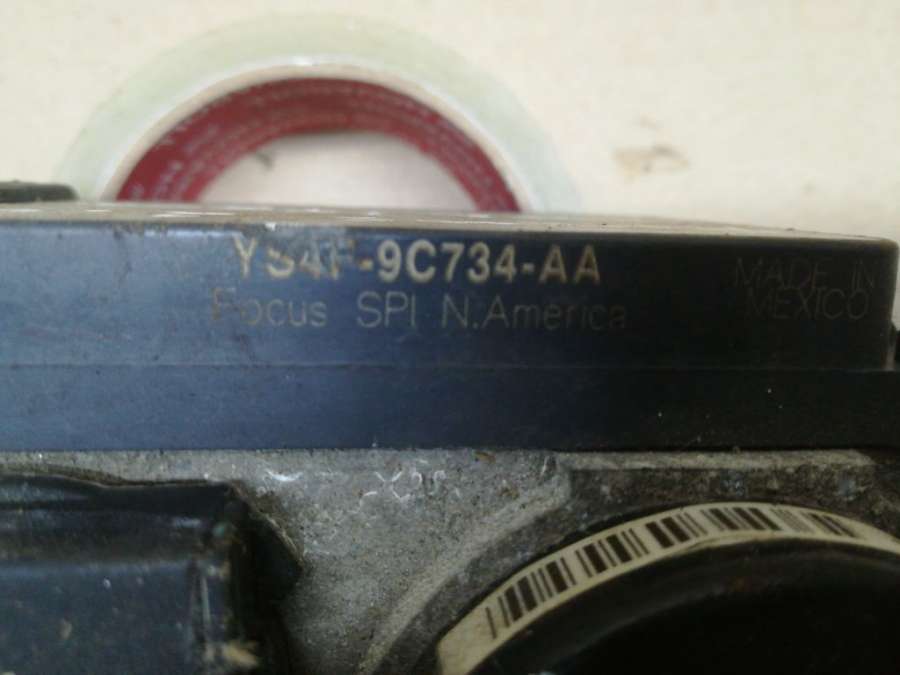 YS4F-9C734-AA
Focus SPI N.America
MADE IN
MEXICO